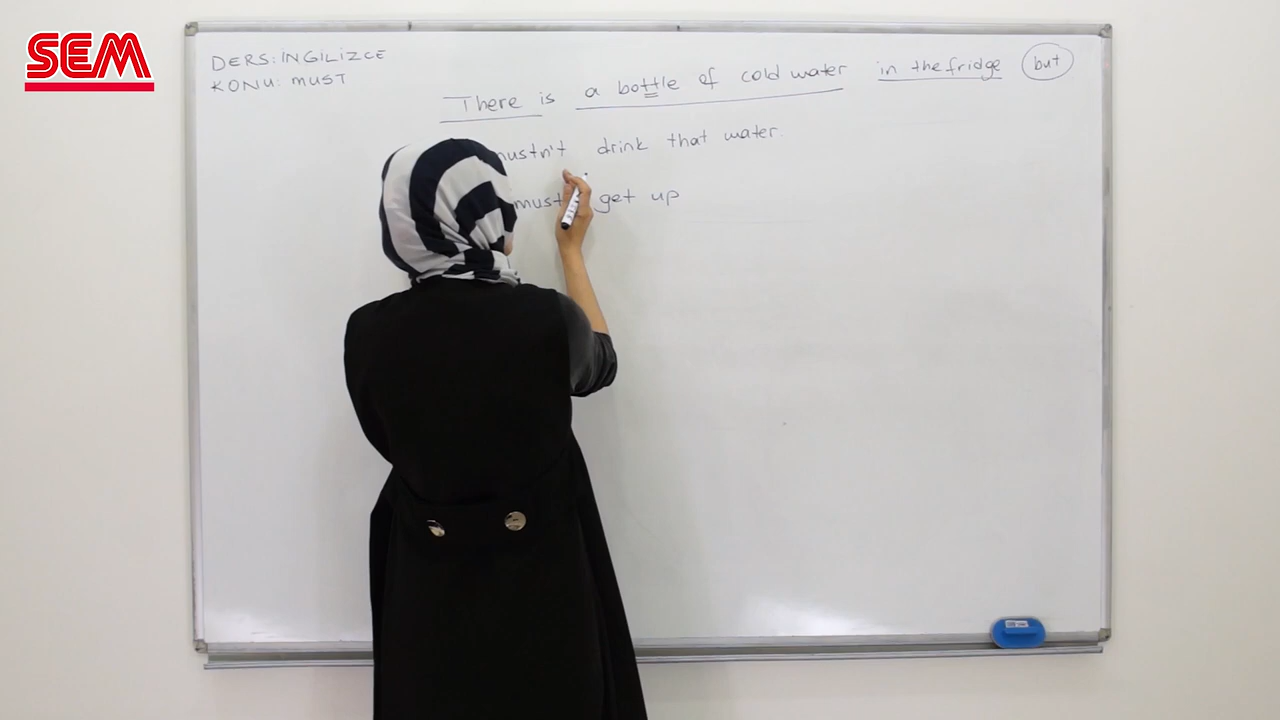 SEM
DERS: İNGİLİZCE
KONU: MUST
There is a bottle of cold water in the fridge but
mustn't drink that water.
must get up